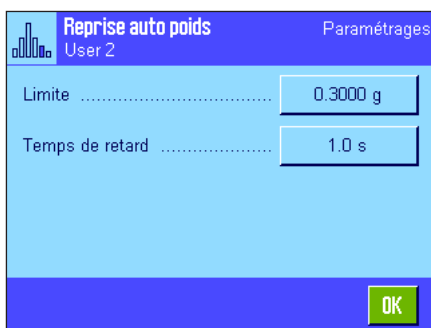 Reprise auto poids Paramétrages
User 2
Limite .................................. 0.3000 g
Temps de retard .................... 1.0 s
OK